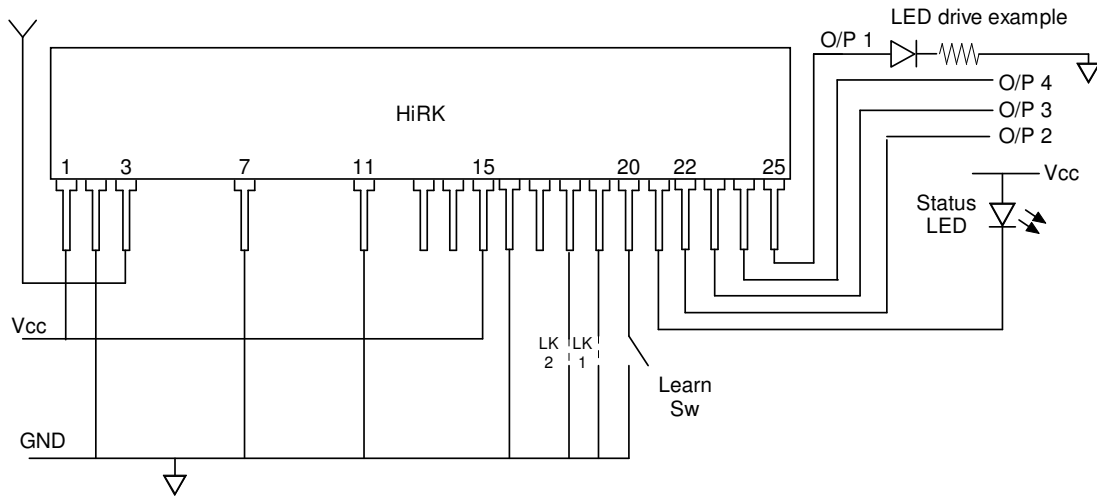 LED drive example
O/P 1
O/P 4
O/P 3
O/P 2
HiRK
1 3 7 11 15 20 22 25
Vcc
Status
LED
Vcc
LK
2
LK
1
Learn
Sw
GND